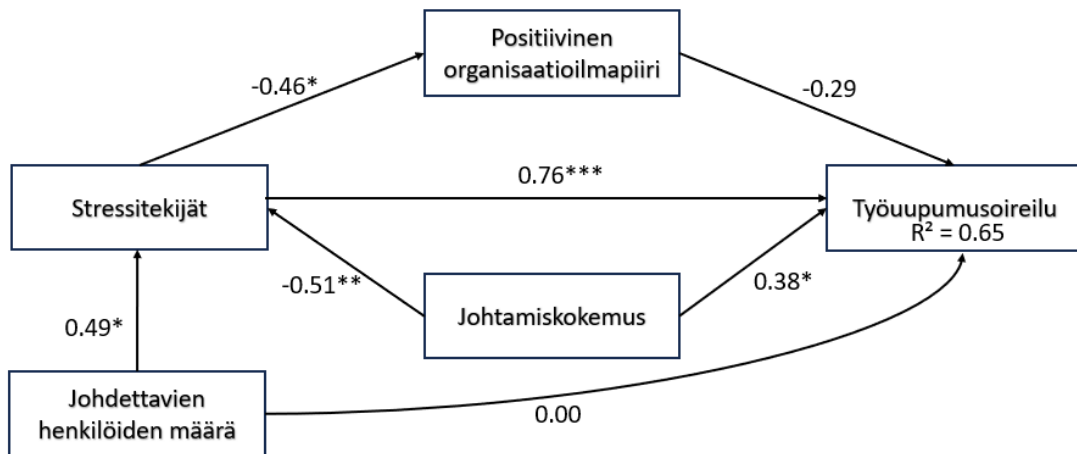 Positiivinen
organisaatioilmapiiri
-0.46*
-0.29
0.76***
Stressitekijät
Työuupumusoireilu
R² = 0.65
-0.51**
0.38*
Johtamiskokemus
0.49*
Johdettavien
henkilöiden määrä
0.00